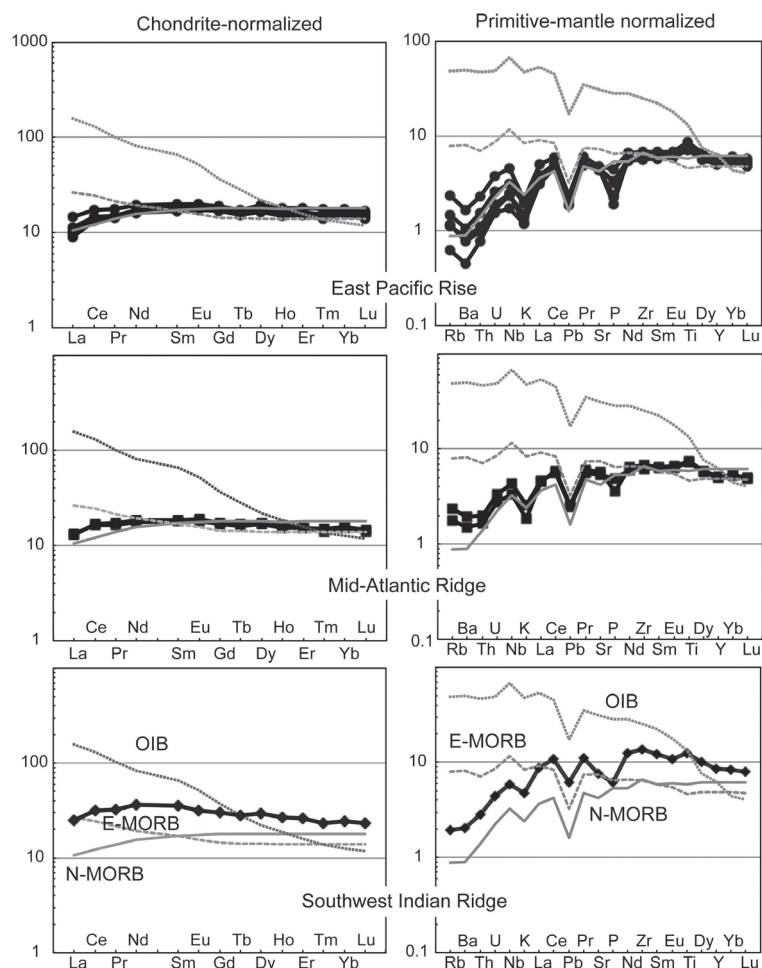 Chondrite-normalized
Primitive-mantle normalized
1000
100
10
1
100
10
1
0.1
East Pacific Rise
Ce Nd Eu Tb Ho Tm Lu
La Pr Sm Gd Dy Er Yb
Ba U K Ce Pr P Zr Eu Dy Yb
Rb Th Nb La Pb Sr Nd Sm Ti Y Lu
100
10
1
10
1
0.1
Mid-Atlantic Ridge
Ce Nd Eu Tb Ho Tm Lu
La Pr Sm Gd Dy Er Yb
Ba U K Ce Pr P Zr Eu Dy Yb
Rb Th Nb La Pb Sr Nd Sm Ti Y Lu
100
10
1
OIB
E-MORB
N-MORB
10
1
0.1
OIB
E-MORB
N-MORB
Southwest Indian Ridge
Ce Nd Eu Tb Ho Tm Lu
La Pr Sm Gd Dy Er Yb
Ba U K Ce Pr P Zr Eu Dy Yb
Rb Th Nb La Pb Sr Nd Sm Ti Y Lu